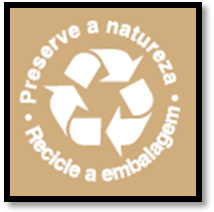 • Preserve a natureza •
Recicle a embalagem